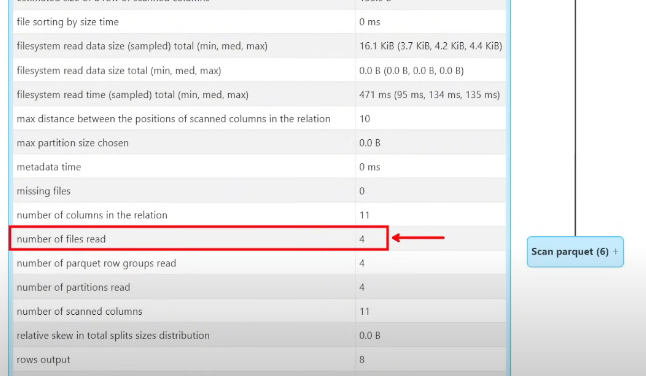 file sorting by size time 0 ms
filesystem read data size (sampled) total (min, med, max) 16.1 KiB (3.7 KiB, 4.2 KiB, 4.4 KiB)
filesystem read data size total (min, med, max) 0.0 B (0.0 B, 0.0 B, 0.0 B)
filesystem read time (sampled) total (min, med, max) 471 ms (95 ms, 134 ms, 135 ms)
max distance between the positions of scanned columns in the relation 10
max partition size chosen 0.0 B
metadata time 0 ms
missing files 0
number of columns in the relation 11
number of files read 4
Scan parquet (6) +
number of parquet row groups read 4
number of partitions read 4
number of scanned columns 11
relative skew in total splits sizes distribution 0.0 B
rows output 8